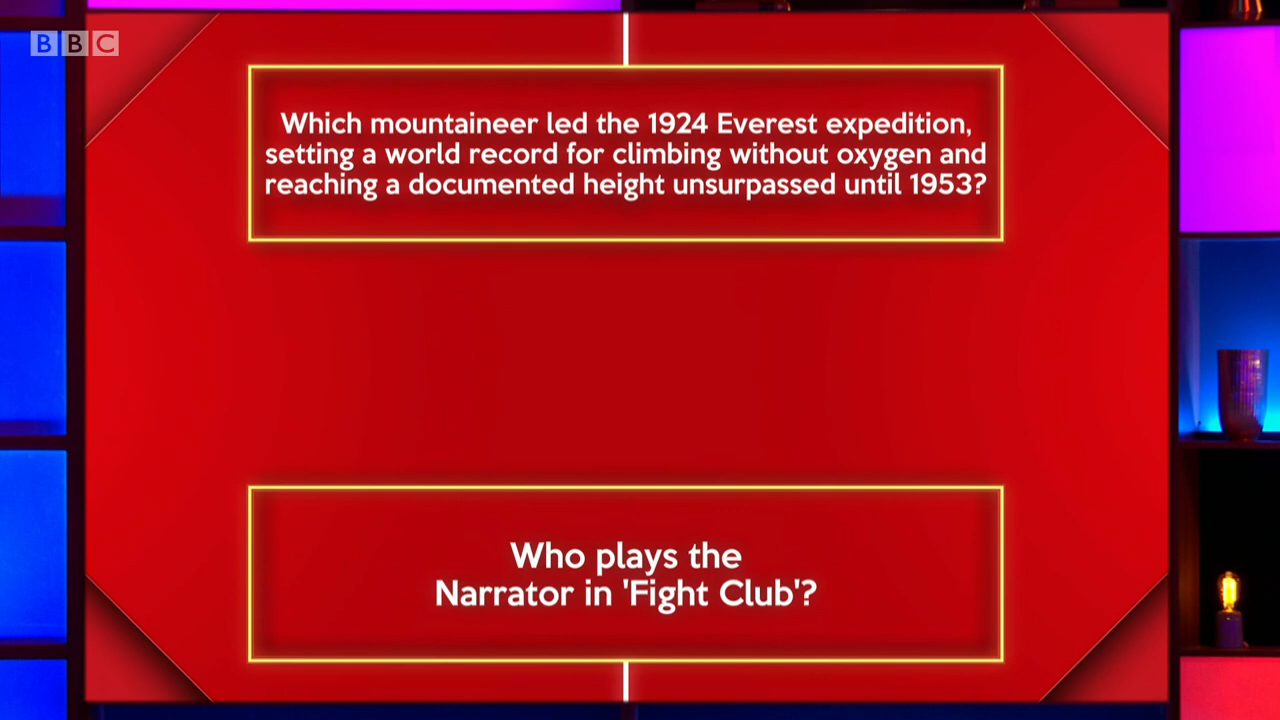 BBC
Which mountaineer led the 1924 Everest expedition,
setting a world record for climbing without oxygen and
reaching a documented height unsurpassed until 1953?
Who plays the
Narrator in 'Fight Club'?